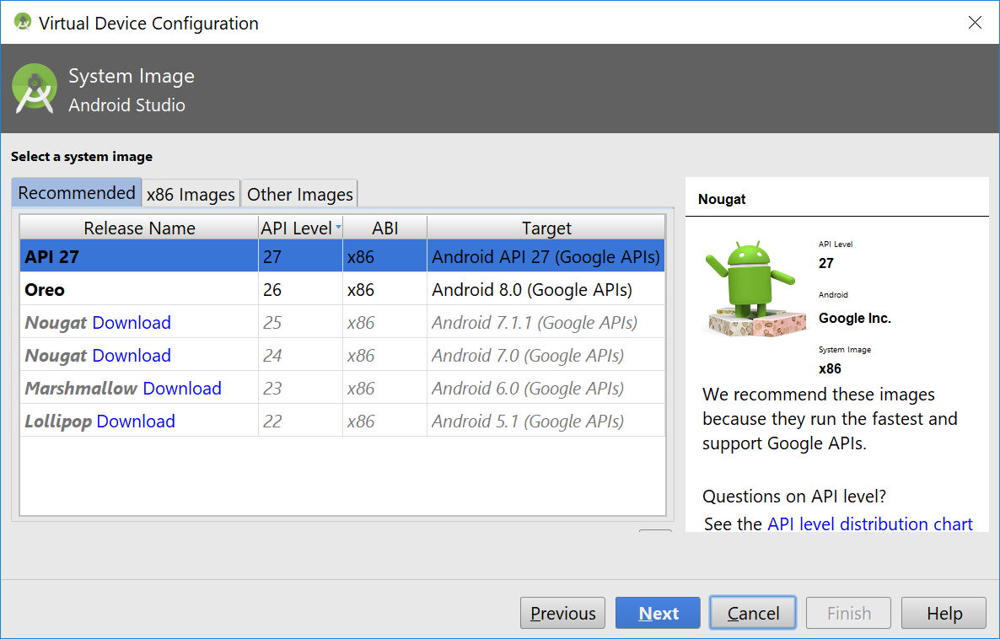 Virtual Device Configuration
System Image
Android Studio
Select a system image
Recommended x86 Images Other Images
Release Name API Level ABI Target
API 27 27 x86 Android API 27 (Google APIs)
Oreo 26 x86 Android 8.0 (Google APIs)
Nougat Download 25 x86 Android 7.1.1 (Google APIs)
Nougat Download 24 x86 Android 7.0 (Google APIs)
Marshmallow Download 23 x86 Android 6.0 (Google APIs)
Lollipop Download 22 x86 Android 5.1 (Google APIs)
Nougat
API Level
27
Android
Google Inc.
System Image
x86
We recommend these images
because they run the fastest and
support Google APIs.
Questions on API level?
See the API level distribution chart
Previous Next Cancel Finish Help